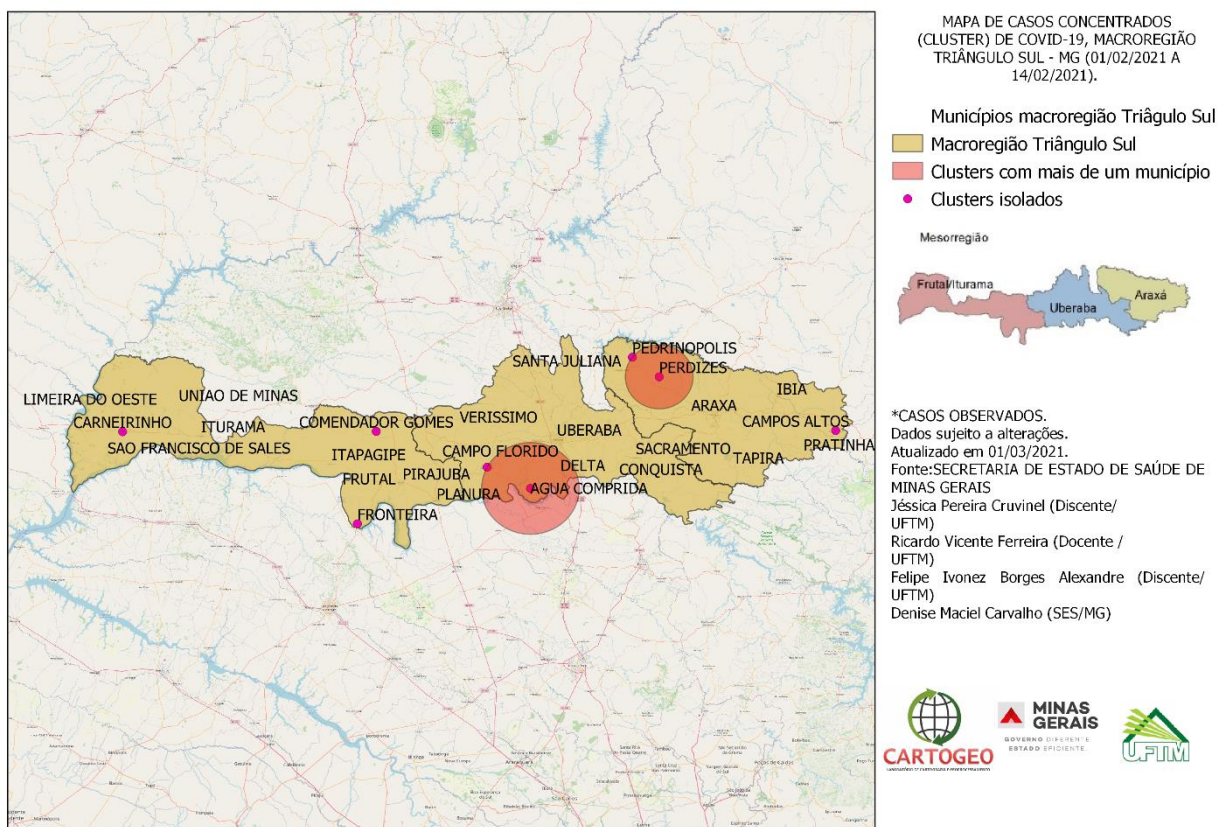 MAPA DE CASOS CONCENTRADOS
(CLUSTER) DE COVID-19, MACROREGIÃO
TRIÂNGULO SUL - MG (01/02/2021 A
14/02/2021).
Municípios macroregião Triâgulo Sul
Macroregião Triângulo Sul
Clusters com mais de um município
Clusters isolados
Mesorregião
Frutal/Iturama
Uberaba
Araxá
PEDRINOPOLIS
SANTA JULIANA
PERDIZES
IBIA
LIMEIRA DO OESTE
UNIAO DE MINAS
ARAXA
CARNEIRINHO
ITURAMA
COMENDADOR GOMES
VERISSIMO
UBERABA
CAMPOS ALTOS
SAO FRANCISCO DE SALES
ITAPAGIPE
CAMPO FLORIDO
SACRAMENTO
PRATINHA
FRUTAL
PIRAJUBA
DELTA
CONQUISTA
TAPIRA
PLANURA
AGUA COMPRIDA
FRONTEIRA
*CASOS OBSERVADOS.
Dados sujeito a alterações.
Atualizado em 01/03/2021.
Fonte:SECRETARIA DE ESTADO DE SAÚDE DE
MINAS GERAIS
Jéssica Pereira Cruvinel (Discente/
UFTM)
Ricardo Vicente Ferreira (Docente /
UFTM)
Felipe Ivonez Borges Alexandre (Discente/
UFTM)
Denise Maciel Carvalho (SES/MG)
CARTOGEO
MINAS
GERAIS
GOVERNO DIFERENTE
ESTADO EFICIENTE
UFTM